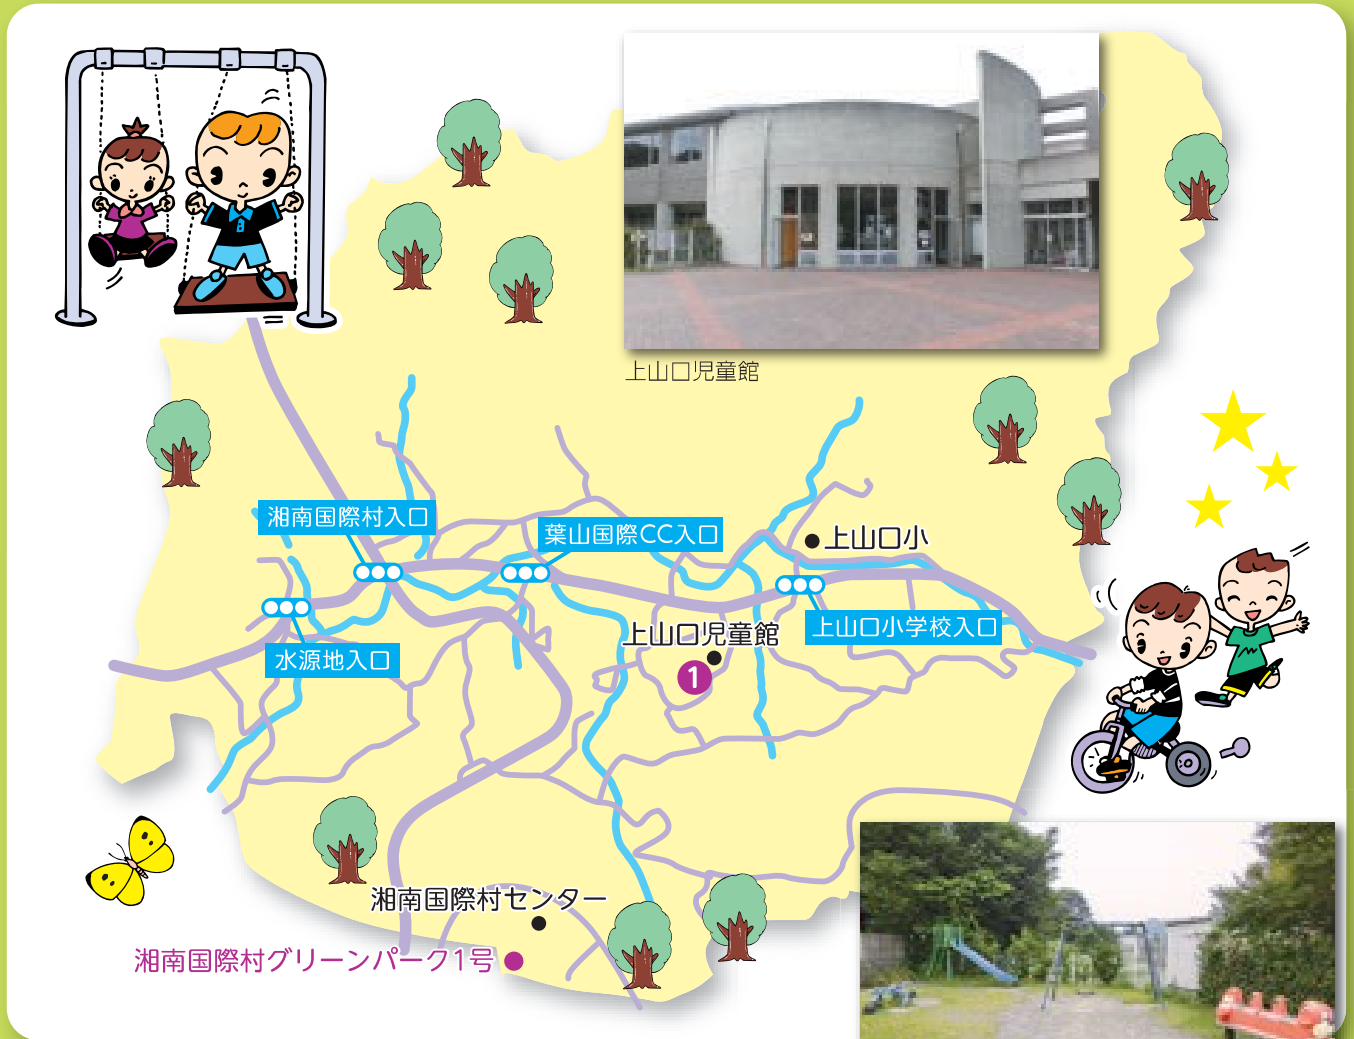 上山口児童館
湘南国際村入口
葉山国際CC入口
上山口小
上山口小学校入口
上山口児童館
水源地入口
1
湘南国際村センター
湘南国際村グリーンパーク1号